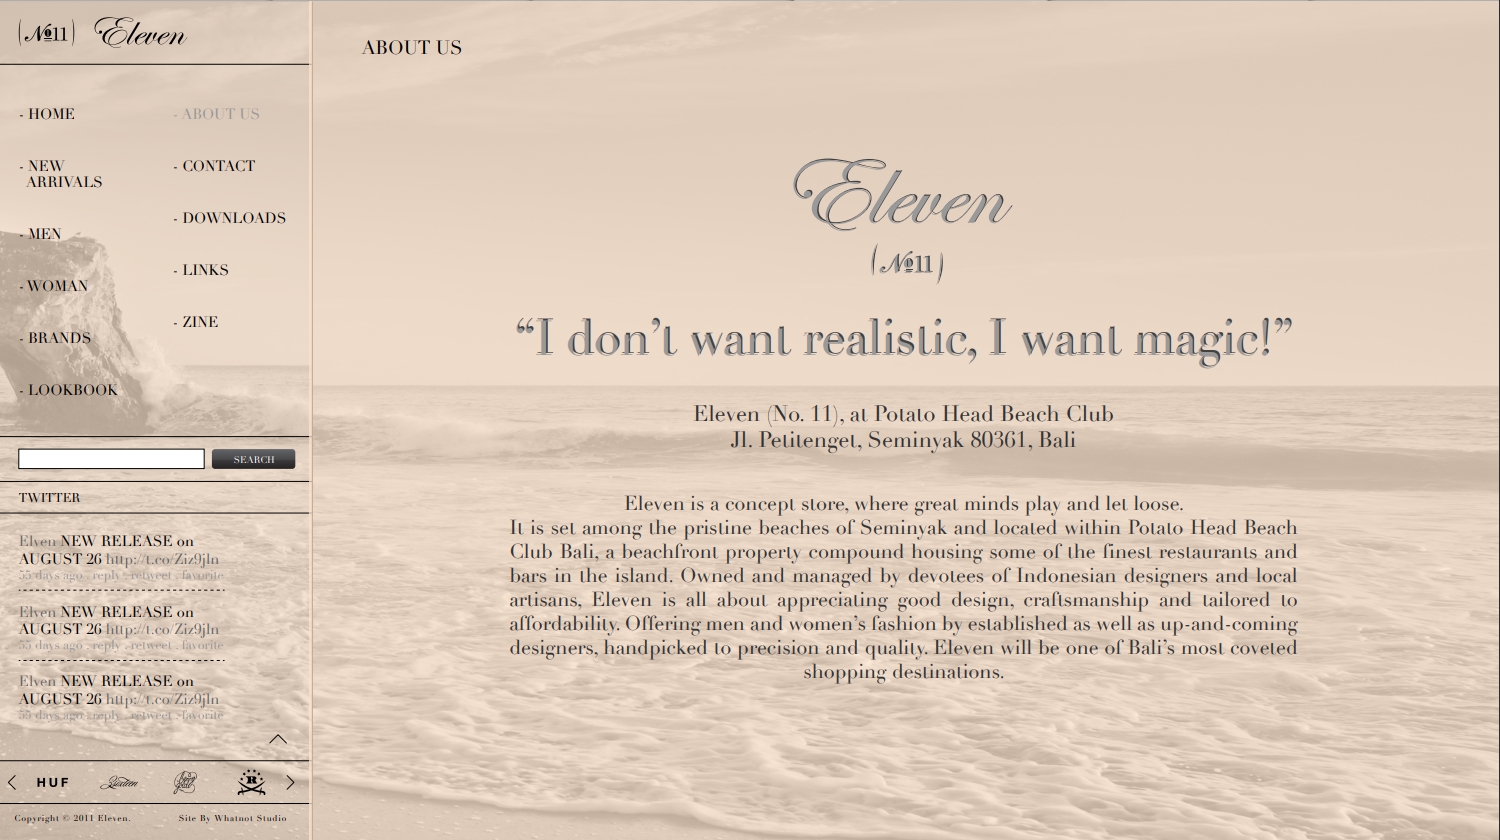 (№11) Eleven
- HOME
- NEW
ARRIVALS
- MEN
- WOMAN
- BRANDS
- LOOKBOOK
- ABOUT US
- CONTACT
- DOWNLOADS
- LINKS
- ZINE
SEARCH
TWITTER
Eleven NEW RELEASE on
AUGUST 26 http://t.co/Ziz9jln
55 days ago . reply . retweet . favorite
Eleven NEW RELEASE on
AUGUST 26 http://t.co/Ziz9jln
55 days ago . reply . retweet . favorite
Eleven NEW RELEASE on
AUGUST 26 http://t.co/Ziz9jln
55 days ago . reply . retweet . favorite
HUF
R
Copyright © 2011 Eleven.
Site By Whatnot Studio
ABOUT US
Eleven
(№11)
“I don’t want realistic, I want magic!”
Eleven (No. 11), at Potato Head Beach Club
Jl. Petitenget, Seminyak 80361, Bali
Eleven is a concept store, where great minds play and let loose.
It is set among the pristine beaches of Seminyak and located within Potato Head Beach
Club Bali, a beachfront property compound housing some of the finest restaurants and
bars in the island. Owned and managed by devotees of Indonesian designers and local
artisans, Eleven is all about appreciating good design, craftsmanship and tailored to
affordability. Offering men and women’s fashion by established as well as up-and-coming
designers, handpicked to precision and quality. Eleven will be one of Bali’s most coveted
shopping destinations.